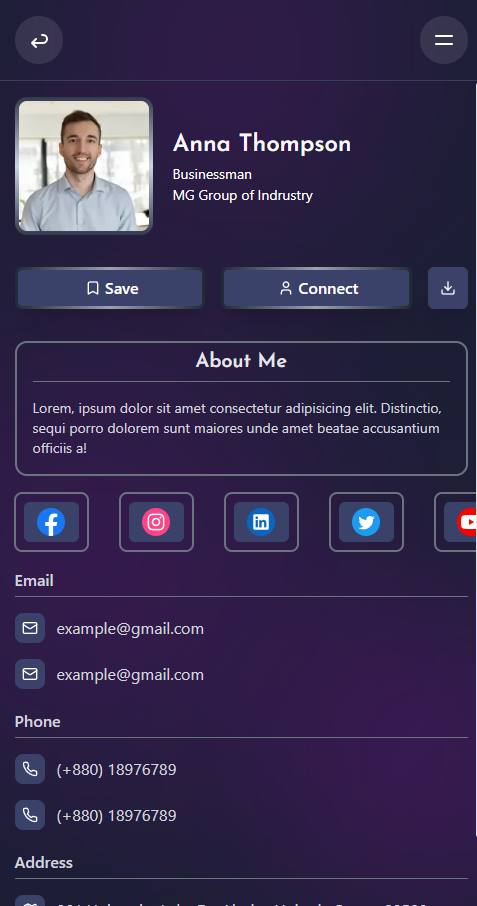 Anna Thompson
Businessman
MG Group of Indrustry
Save
Connect
About Me
Lorem, ipsum dolor sit amet consectetur adipisicing elit. Distinctio,
sequi porro dolorem sunt maiores unde amet beatae accusantium
officiis a!
Email
example@gmail.com
example@gmail.com
Phone
(+880) 18976789
(+880) 18976789
Address